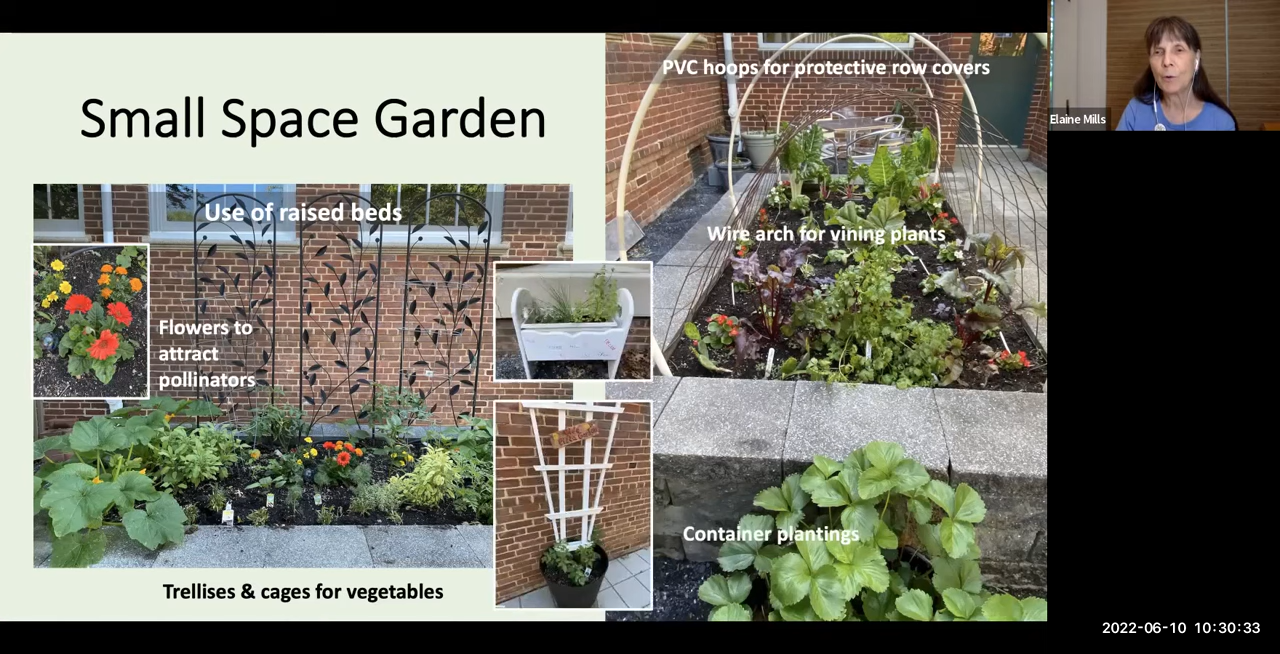 Small Space Garden
Use of raised beds
Flowers to
attract
pollinators
Trellises & cages for vegetables
PVC hoops for protective row covers
Wire arch for vining plants
Container plantings
Elaine Mills
2022-06-10 10:30:33